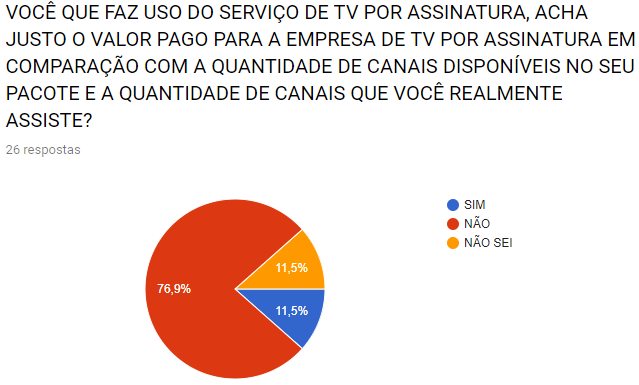 VOCÊ QUE FAZ USO DO SERVIÇO DE TV POR ASSINATURA, ACHA
JUSTO O VALOR PAGO PARA A EMPRESA DE TV POR ASSINATURA EM
COMPARAÇÃO COM A QUANTIDADE DE CANAIS DISPONÍVEIS NO SEU
PACOTE E A QUANTIDADE DE CANAIS QUE VOCÊ REALMENTE
ASSISTE?
26 respostas
SIM
NÃO
NÃO SEI
11,5%
76,9%
11,5%